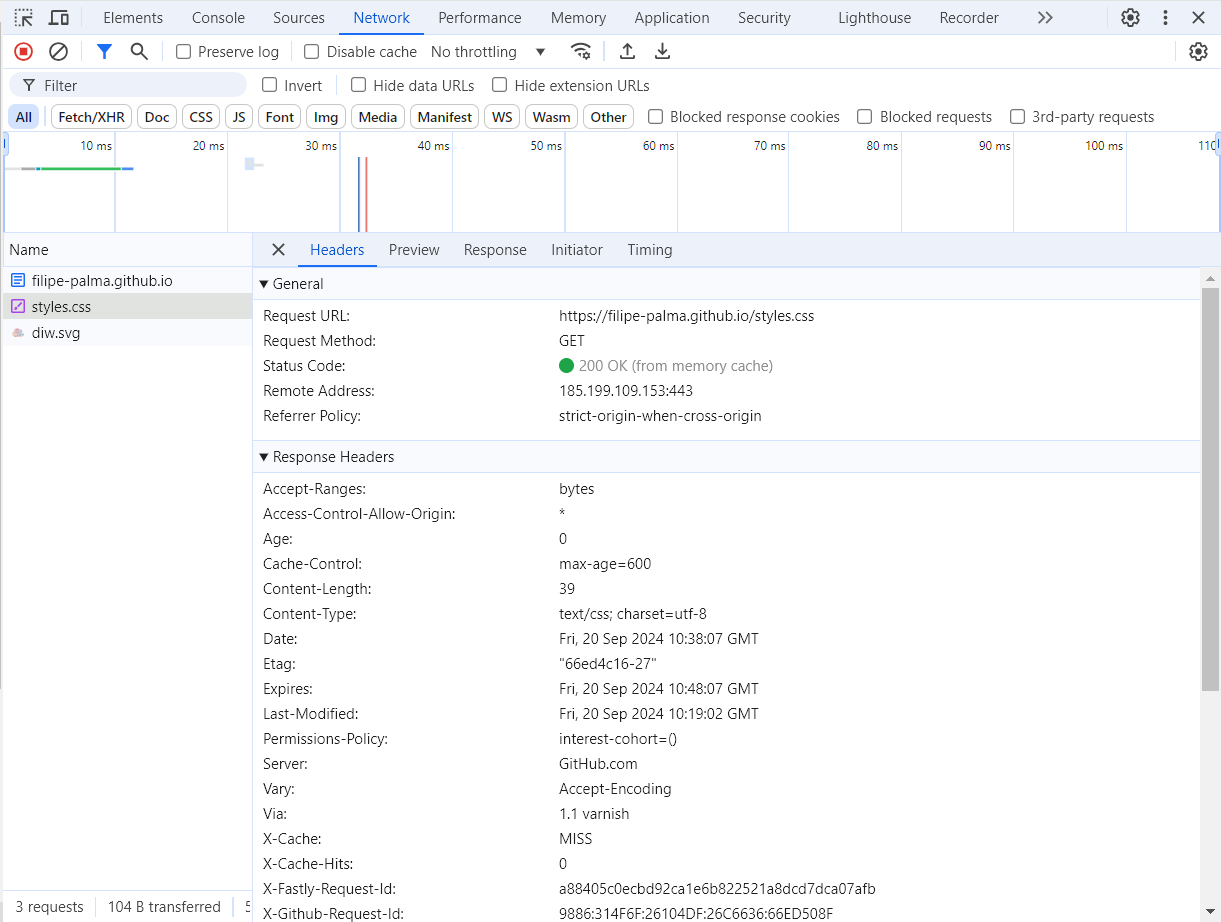 Elements Console Sources Network Performance Memory Application Security Lighthouse Recorder
Preserve log Disable cache No throttling
Filter Invert Hide data URLs Hide extension URLs
All Fetch/XHR Doc CSS JS Font Img Media Manifest WS Wasm Other Blocked response cookies Blocked requests 3rd-party requests
10 ms 20 ms 30 ms 40 ms 50 ms 60 ms 70 ms 80 ms 90 ms 100 ms 110
Name
filipe-palma.github.io
styles.css
diw.svg
Headers Preview Response Initiator Timing
General
Request URL: https://filipe-palma.github.io/styles.css
Request Method: GET
Status Code: 200 OK (from memory cache)
Remote Address: 185.199.109.153:443
Referrer Policy: strict-origin-when-cross-origin
Response Headers
Accept-Ranges: bytes
Access-Control-Allow-Origin: *
Age: 0
Cache-Control: max-age=600
Content-Length: 39
Content-Type: text/css; charset=utf-8
Date: Fri, 20 Sep 2024 10:38:07 GMT
Etag: "66ed4c16-27"
Expires: Fri, 20 Sep 2024 10:48:07 GMT
Last-Modified: Fri, 20 Sep 2024 10:19:02 GMT
Permissions-Policy: interest-cohort=()
Server: GitHub.com
Vary: Accept-Encoding
Via: 1.1 varnish
X-Cache: MISS
X-Cache-Hits: 0
X-Fastly-Request-Id: a88405c0ecbd92ca1e6b822521a8dcd7dca07afb
X-Github-Request-Id: 9886:314F6F:26104DF:26C6636:66ED508F
3 requests 104 B transferred